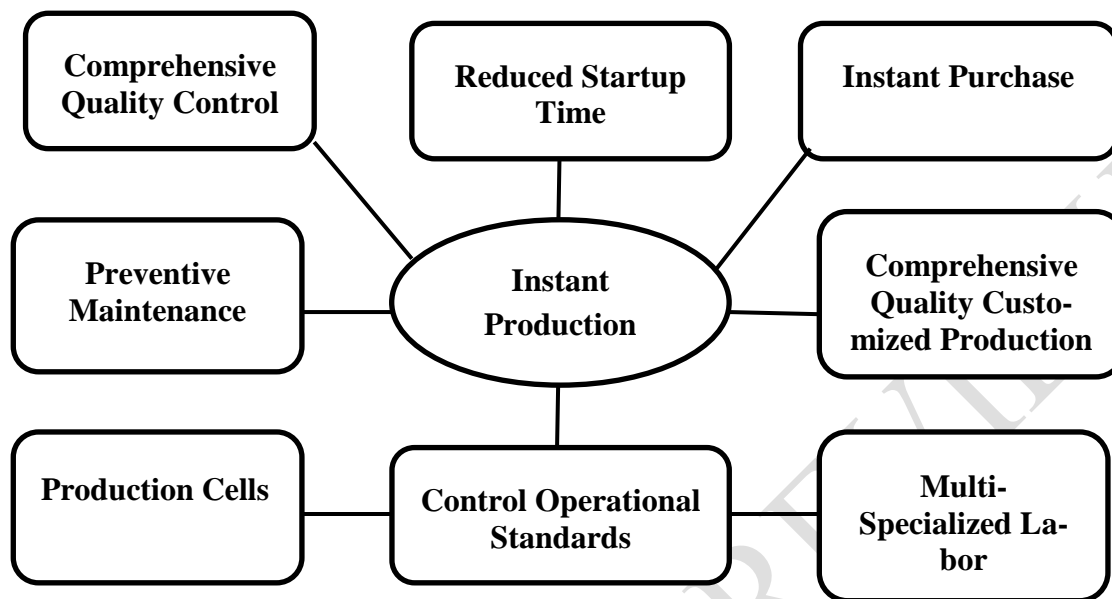 Comprehensive
Quality Control
Reduced Startup
Time
Instant Purchase
Preventive
Maintenance
Instant
Production
Comprehensive
Quality Custo-
mized Production
Production Cells
Control Operational
Standards
Multi-
Specialized La-
bor